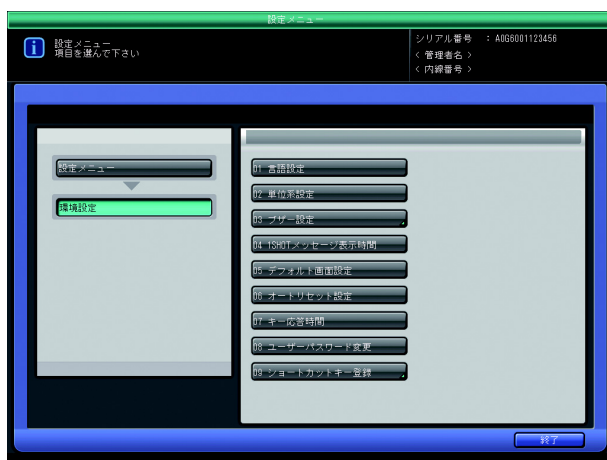 設定メニュー
設定メニュー
項目を選んで下さい
シリアル番号 : A0G6001123456
< 管理者名 >
< 内線番号 >
設定メニュー
環境設定
01 言語設定
02 単位系設定
03 ブザー設定
04 1SHOTメッセージ表示時間
05 デフォルト画面設定
06 オートリセット設定
07 キー応答時間
08 ユーザーパスワード変更
09 ショートカットキー登録
終了